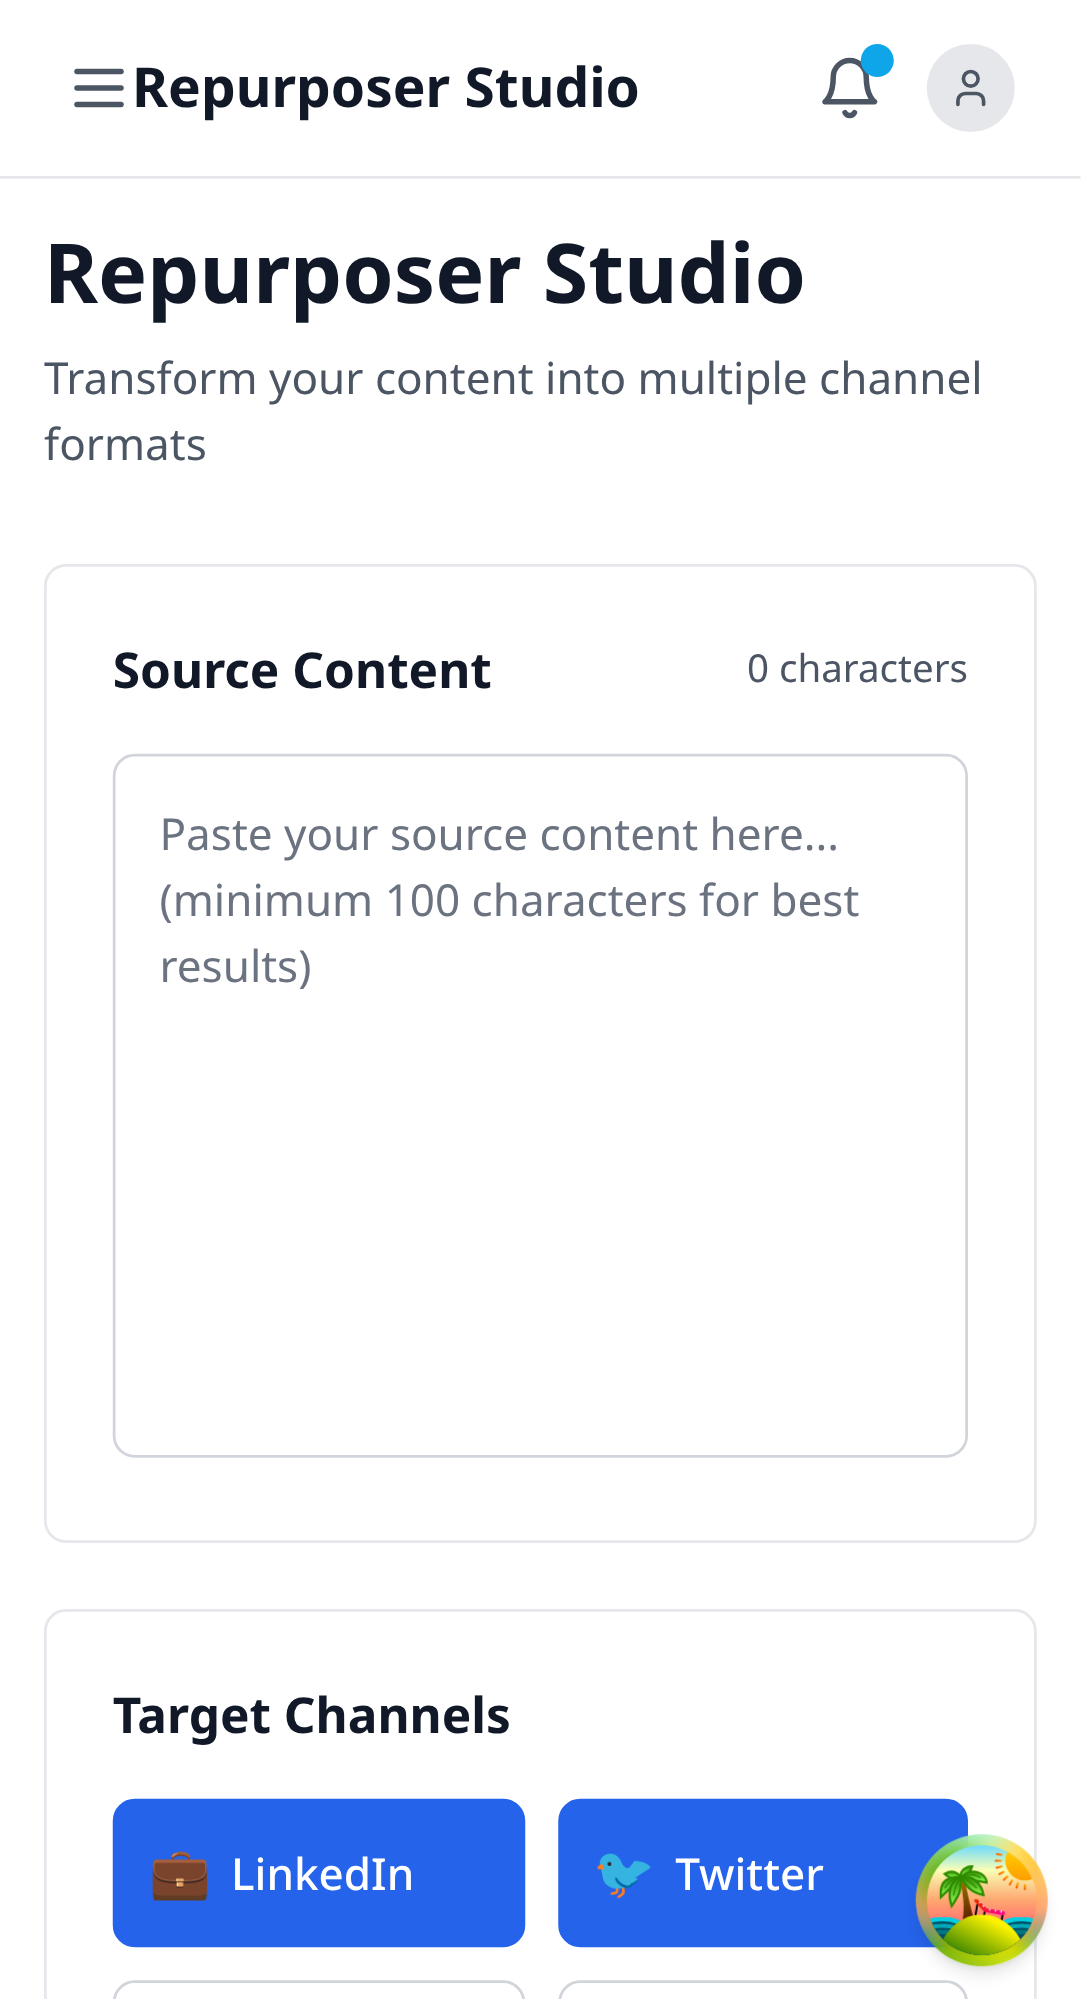 Repurposer Studio
Repurposer Studio
Transform your content into multiple channel
formats
Source Content
0 characters
Paste your source content here...
(minimum 100 characters for best
results)
Target Channels
LinkedIn
Twitter